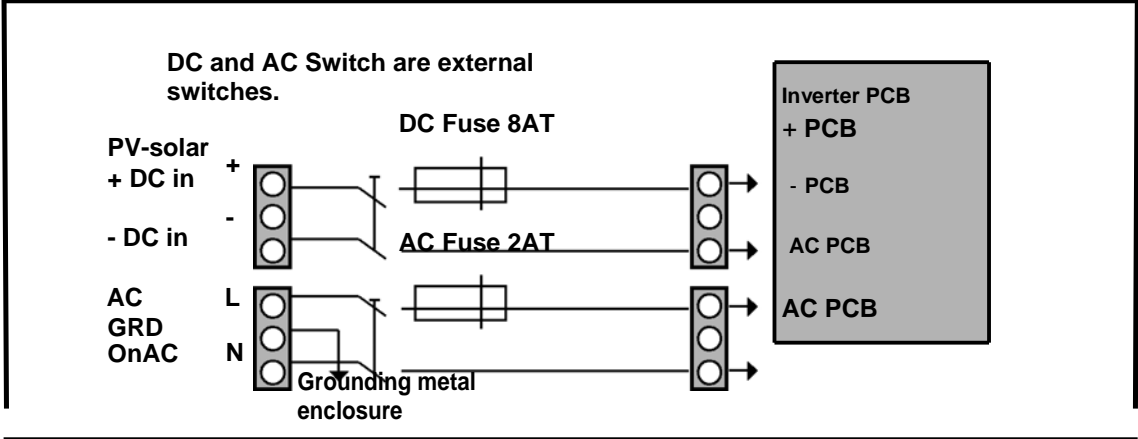 DC and AC Switch are external
switches.
DC Fuse 8AT
PV-solar
+ DC in
+
- DC in
-
AC Fuse 2AT
AC
L
GRD
OnAC
N
Grounding metal
enclosure
Inverter PCB
+ PCB
- PCB
AC PCB
AC PCB